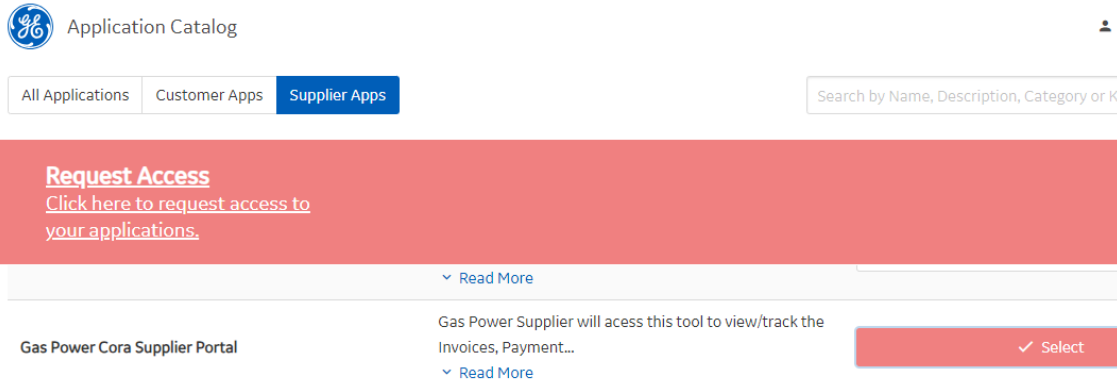 Application Catalog
All Applications Customer Apps Supplier Apps
Search by Name, Description, Category or
Request Access
Click here to request access to
your applications.
Read More
Gas Power Supplier will acess this tool to view/track the
Gas Power Cora Supplier Portal Invoices, Payment... Select
Read More